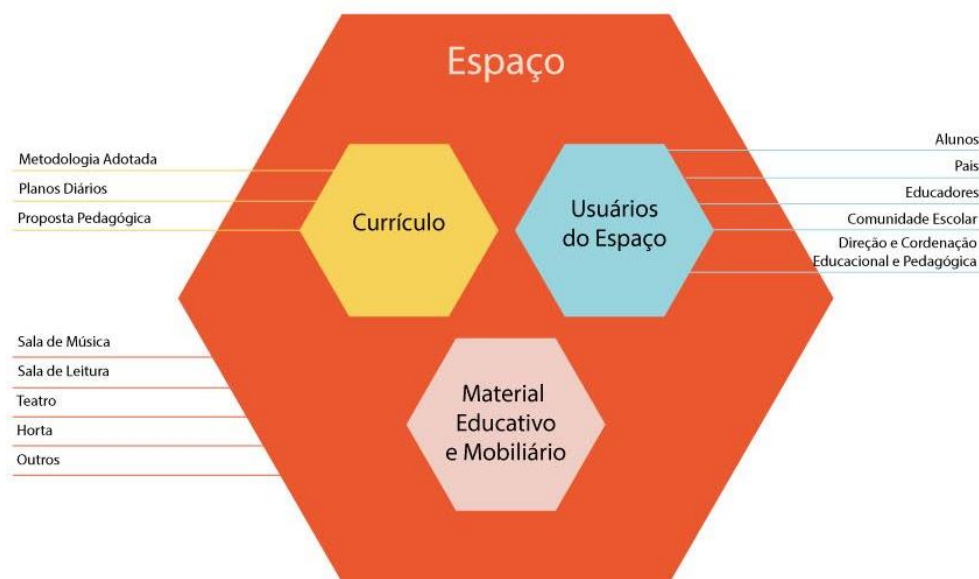 Espaço
Metodologia Adotada
Planos Diários
Proposta Pedagógica
Currículo
Usuários
do Espaço
Alunos
Pais
Educadores
Comunidade Escolar
Direção e Cordenação
Educacional e Pedagógica
Sala de Música
Sala de Leitura
Teatro
Horta
Outros
Material
Educativo
e Mobiliário